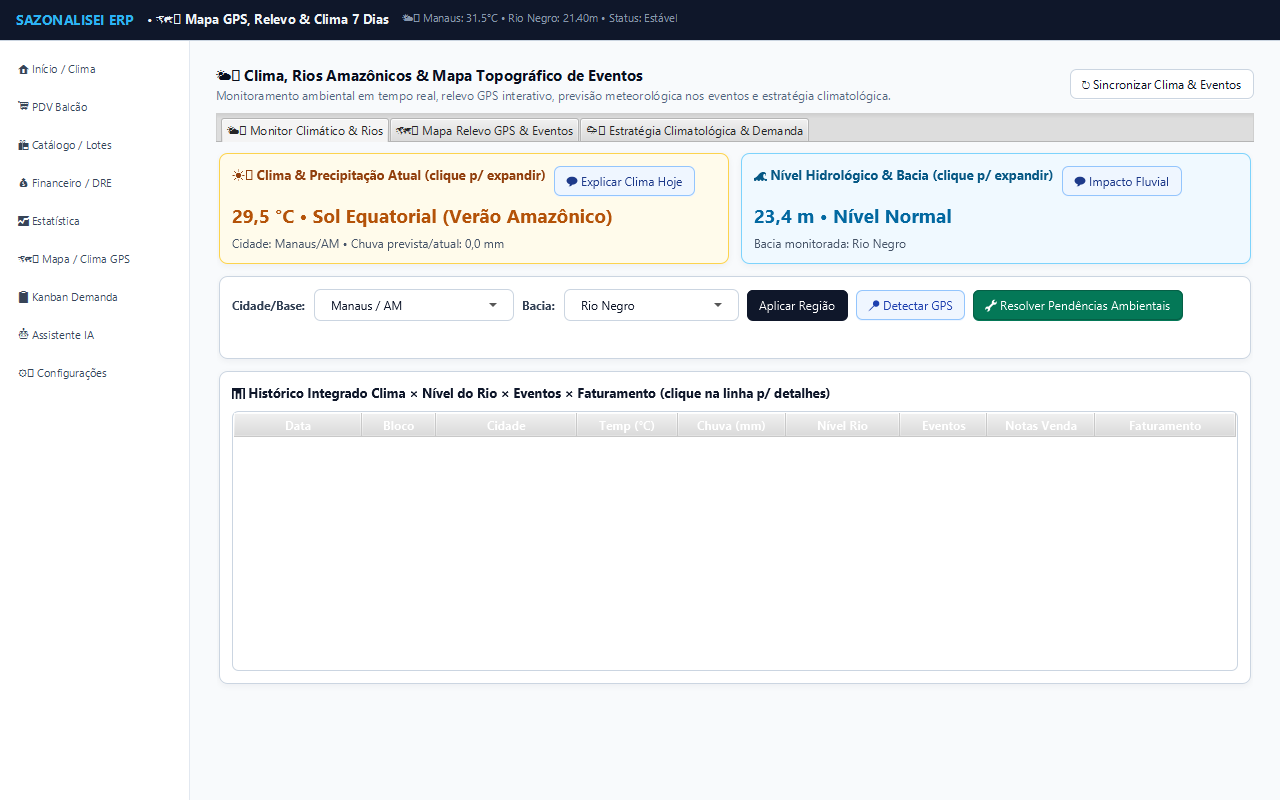 SAZONALISEI ERP • Mapa GPS, Relevo & Clima 7 Dias Manaus: 31.5°C • Rio Negro: 21.40m • Status: Estável
Início / Clima
PDV Balcão
Catálogo / Lotes
Financeiro / DRE
Estatística
Mapa / Clima GPS
Kanban Demanda
Assistente IA
Configurações
Clima, Rios Amazônicos & Mapa Topográfico de Eventos
Monitoramento ambiental em tempo real, relevo GPS interativo, previsão meteorológica nos eventos e estratégia climatológica.
Sincronizar Clima & Eventos
Monitor Climático & Rios Mapa Relevo GPS & Eventos Estratégia Climatológica & Demanda
Clima & Precipitação Atual (clique p/ expandir) Explicar Clima Hoje
29,5 °C • Sol Equatorial (Verão Amazônico)
Cidade: Manaus/AM • Chuva prevista/atual: 0,0 mm
Nível Hidrológico & Bacia (clique p/ expandir) Impacto Fluvial
23,4 m • Nível Normal
Bacia monitorada: Rio Negro
Cidade/Base: Manaus / AM Bacia: Rio Negro Aplicar Região Detectar GPS Resolver Pendências Ambientais
Histórico Integrado Clima × Nível do Rio × Eventos × Faturamento (clique na linha p/ detalhes)
Data Bloco Cidade Temp (°C) Chuva (mm) Nível Rio Eventos Notas Venda Faturamento